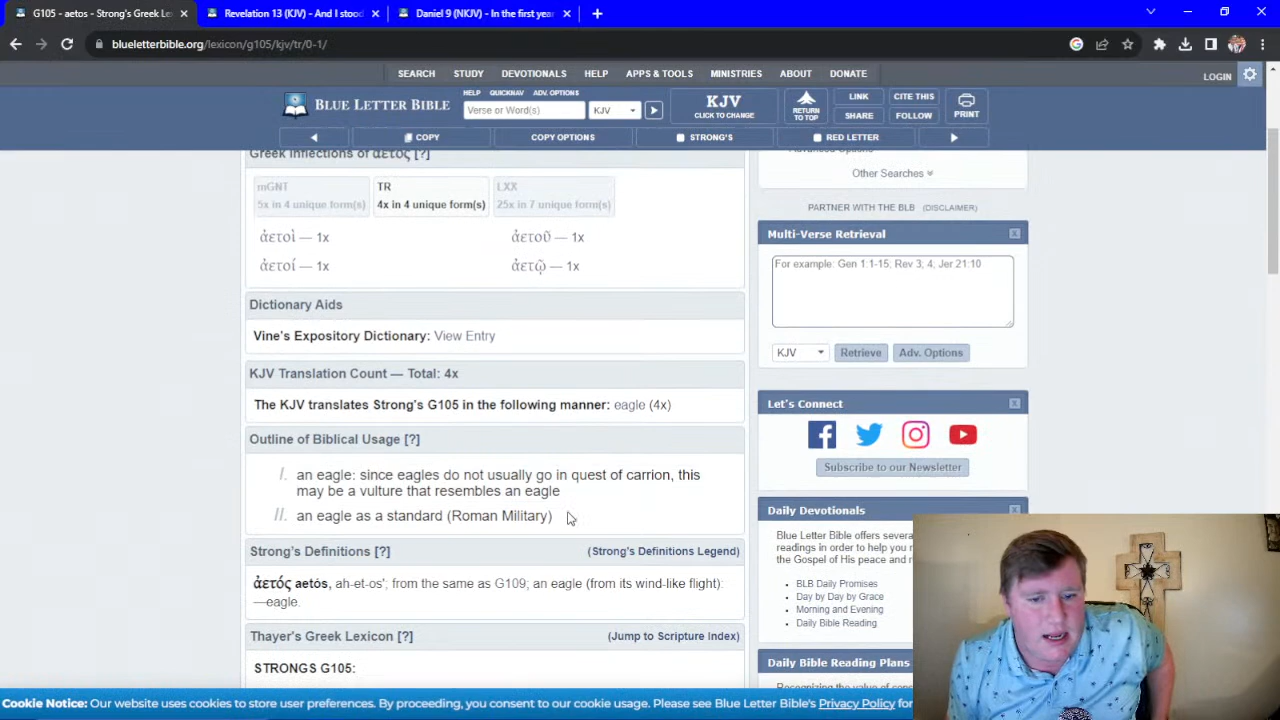 G105 - aetos - Strong's Greek Le
Revelation 13 (KJV) - And I stood
Daniel 9 (NKJV) - In the first year
blueletterbible.org/lexicon/g105/kjv/tr/0-1/
SEARCH STUDY DEVOTIONALS HELP APPS & TOOLS MINISTRIES ABOUT DONATE LOGIN
BLUE LETTER BIBLE
HELP QUICKNAV ADV. OPTIONS
Verse or Word(s) KJV
KJV
CLICK TO CHANGE
RETURN
TO TOP
LINK CITE THIS
SHARE FOLLOW
PRINT
COPY COPY OPTIONS STRONG'S RED LETTER
Greek Inflections of ἀετός [?]
mGNT
5x in 4 unique form(s)
TR
4x in 4 unique form(s)
LXX
25x in 7 unique form(s)
ἀετοὶ — 1x ἀετοῦ — 1x
ἀετοί — 1x ἀετῷ — 1x
Dictionary Aids
Vine's Expository Dictionary: View Entry
KJV Translation Count — Total: 4x
The KJV translates Strong's G105 in the following manner: eagle (4x)
Outline of Biblical Usage [?]
I. an eagle: since eagles do not usually go in quest of carrion, this
may be a vulture that resembles an eagle
II. an eagle as a standard (Roman Military)
Strong's Definitions [?] (Strong's Definitions Legend)
ἀετός aetós, ah-et-os'; from the same as G109; an eagle (from its wind-like flight):
—eagle.
Thayer's Greek Lexicon [?] (Jump to Scripture Index)
STRONGS G105:
Other Searches
PARTNER WITH THE BLB (DISCLAIMER)
Multi-Verse Retrieval
For example: Gen 1:1-15; Rev 3; 4; Jer 21:10
KJV Retrieve Adv. Options
Let's Connect
Subscribe to our Newsletter
Daily Devotionals
Blue Letter Bible offers severa
readings in order to help you r
the Gospel of His peace and
BLB Daily Promises
Day by Day by Grace
Morning and Evening
Daily Bible Reading
Daily Bible Reading Plans
Cookie Notice: Our website uses cookies to store user preferences. By proceeding, you consent to our cookie usage. Please see Blue Letter Bible's Privacy Policy for